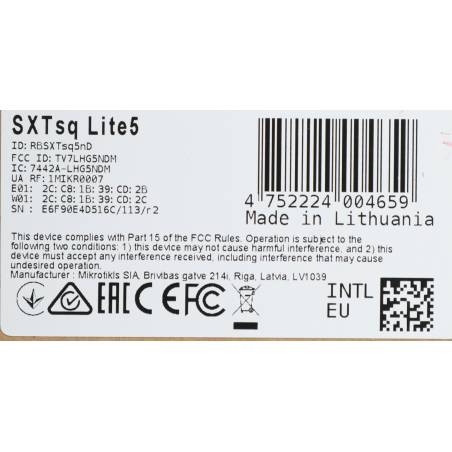 SXTsq Lite5
ID: RBSXTsq5nD
FCC ID: TV7LHG5NDM
IC: 7442A-LHG5NDM
UA RF: 1MIKR0007
E01: 2C:C8:1B:39:CD:2B
W01: 2C:C8:1B:39:CD:2C
SN : E6F90E4D516C/113/r2
4 752224 004659
Made in Lithuania
This device complies with Part 15 of the FCC Rules. Operation is subject to the
following two conditions: 1) this device may not cause harmful interference, and 2) this
device must accept any interference received, including interference that may cause
undesired operation.
Manufacturer : Mikrotikls SIA, Brivibas gatve 214i, Riga, Latvia, LV1039
EAC CE FC
INTL
EU